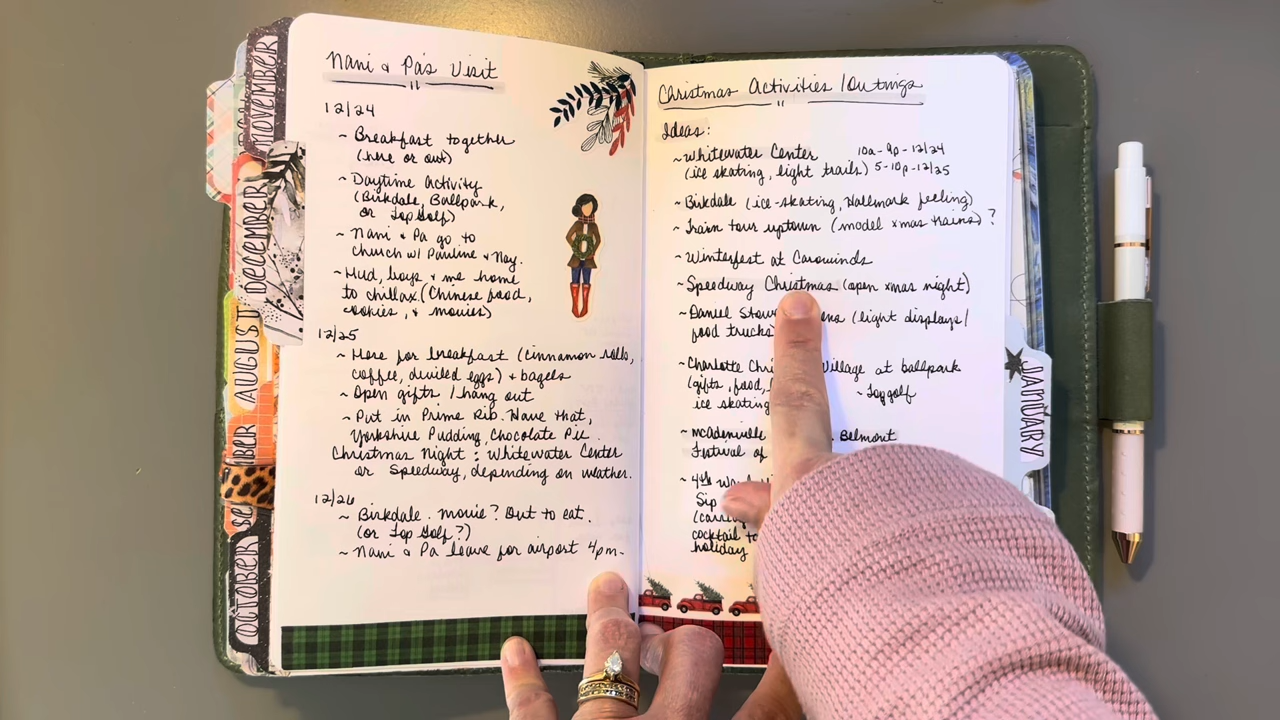 Nani & Pa's Visit
12/24
~ Breakfast together
(here or out)
~ Daytime Activity
(Birkdale, Ballpark,
or Top Golf)
~ Nani & Pa go to
church w/ Pauline & Nay.
~ Hud, boys & me home
to chillax. (Chinese food,
cookies, & movies)
12/25
~ Here for breakfast (cinnamon rolls,
coffee, deviled eggs) + bagels
~ Open gifts / hang out
~ Put in Prime Rib. Have that,
Yorkshire Pudding, Chocolate Pie.
Christmas Night : Whitewater Center
or Speedway, depending on weather.
12/26
~ Birkdale. Movie? Out to eat.
(or Top Golf?)
~ Nani & Pa leave for airport 4pm-
Christmas Activities / Outings
Ideas:
~ Whitewater Center 10a-9p-12/24
(ice skating, light trails) 5-10p-12/25
~ Birkdale (ice-skating, Hallmark feeling)
~ Train tour uptown (model xmas trains) ?
~ Winterfest at Carowinds
~ Speedway Christmas (open xmas night)
~ Daniel (light displays/
food trucks
~ Charlotte Village at ballpark
(gifts, food,
ice skating ~ Topgolf
~ McAdenville Belmont
Festival of
~ 4th
Sip
cocktail to
holiday
NOVEMBER
DECEMBER
AUGUST
OCTOBER
JANUARY